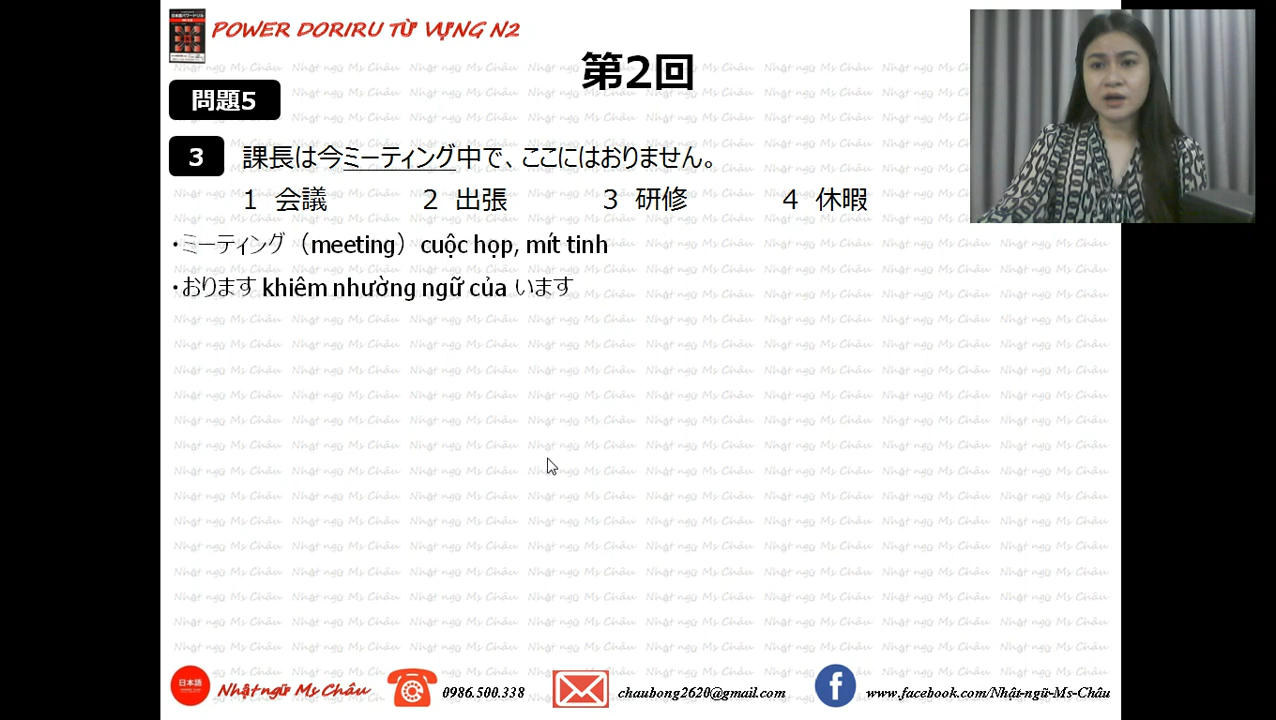 POWER DORIRU TỪ VỰNG N2
第2回
問題5
3 課長は今ミーティング中で、ここにはおりません。
1 会議 2 出張 3 研修 4 休暇
・ミーティング（meeting）cuộc họp, mít tinh
・おります khiêm nhường ngữ của います
日本語
Nhật ngữ Ms Châu
0986.500.338
chaubong2620@gmail.com
www.facebook.com/Nhật-ngữ-Ms-Châu